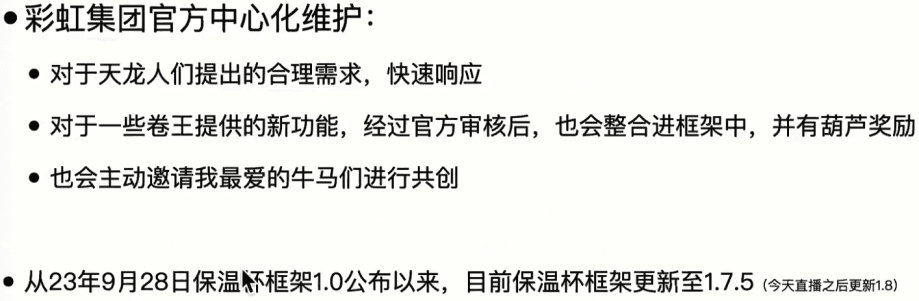 彩虹集团官方中心化维护：
对于天龙人们提出的合理需求，快速响应
对于一些卷王提供的新功能，经过官方审核后，也会整合进框架中，并有葫芦奖励
也会主动邀请我最爱的牛马们进行共创
从23年9月28日保温杯框架1.0公布以来，目前保温杯框架更新至1.7.5（今天直播之后更新1.8）